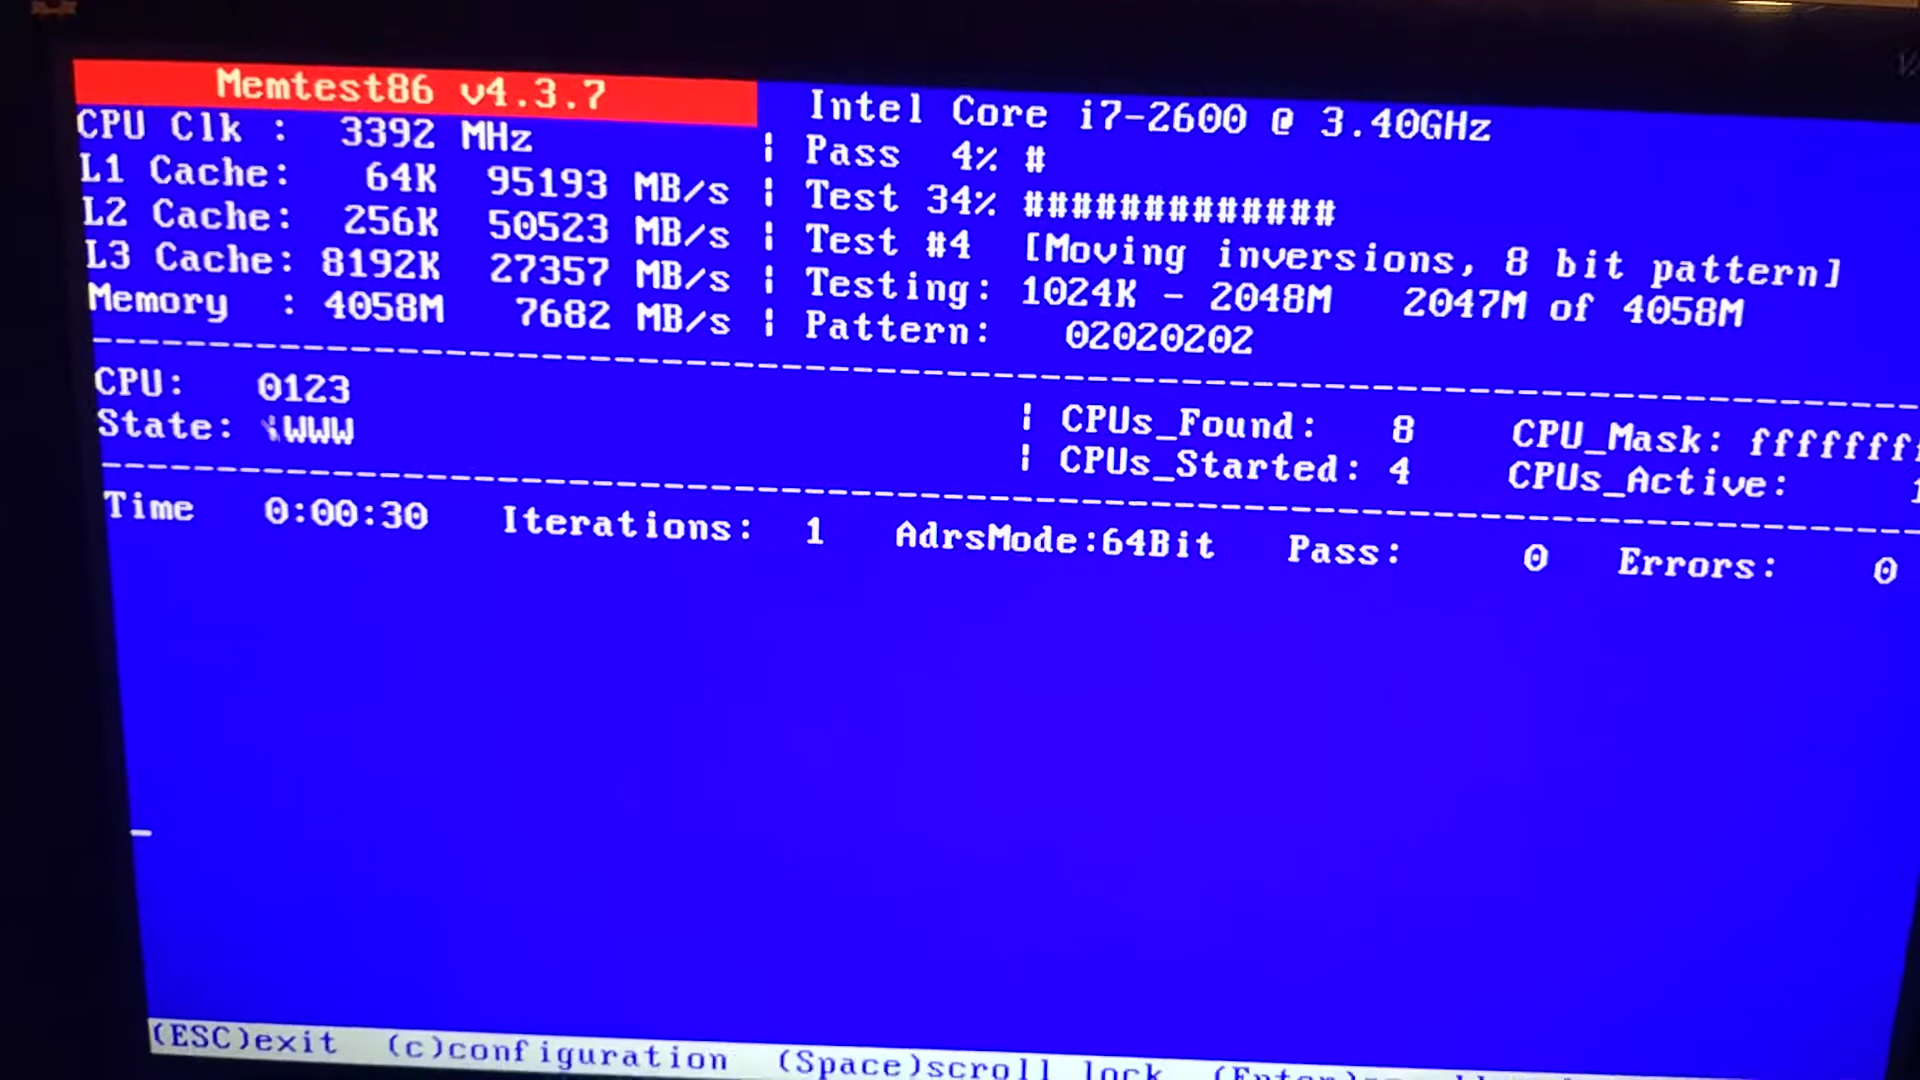 Memtest86 v4.3.7
Intel Core i7-2600 @ 3.40GHz
CPU Clk : 3392 MHz | Pass 4% #
L1 Cache: 64K 95193 MB/s | Test 34% #############
L2 Cache: 256K 50523 MB/s | Test #4 [Moving inversions, 8 bit pattern]
L3 Cache: 8192K 27357 MB/s | Testing: 1024K - 2048M 2047M of 4058M
Memory : 4058M 7682 MB/s | Pattern: 02020202
CPU: 0123 | CPUs_Found: 8 CPU_Mask: ffffffff
State: \WWW | CPUs_Started: 4 CPUs_Active: 1
Time 0:00:30 Iterations: 1 AdrsMode:64Bit Pass: 0 Errors: 0
(ESC)exit (c)configuration (Space)scroll lock